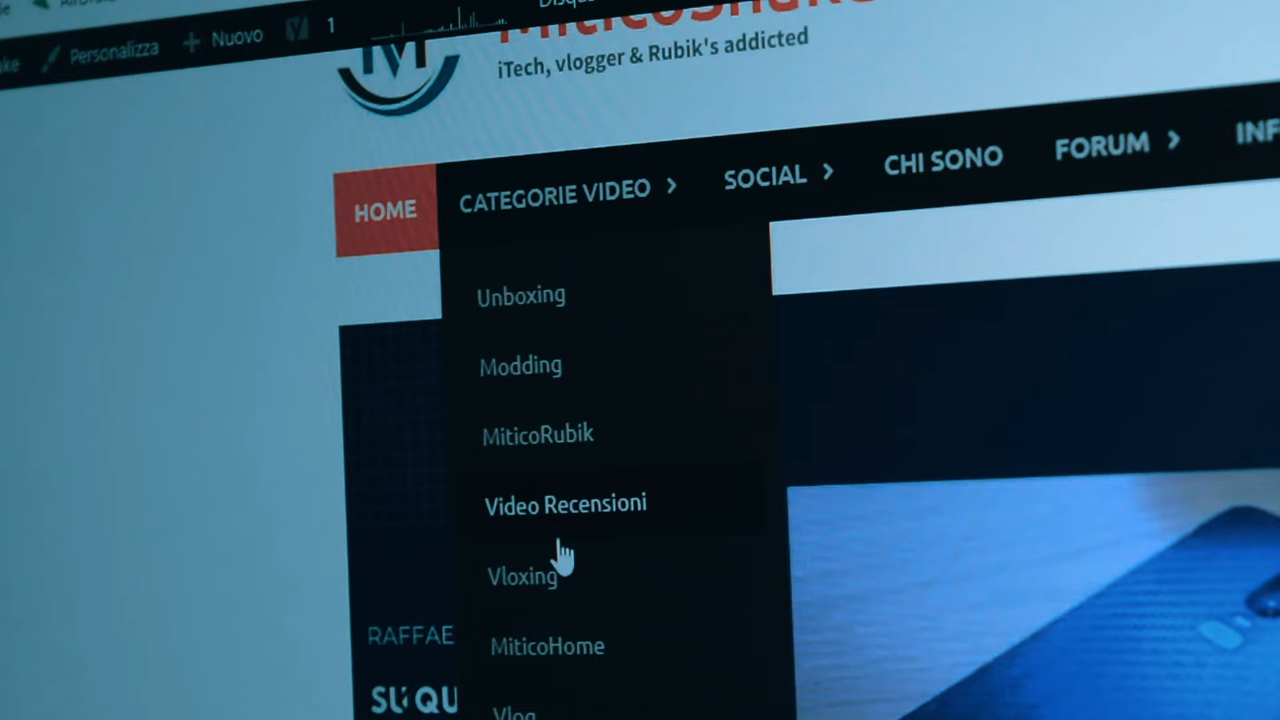 Personalizza
Nuovo
1
iTech, vlogger & Rubik's addicted
HOME
CATEGORIE VIDEO
SOCIAL
CHI SONO
FORUM
Unboxing
Modding
MiticoRubik
Video Recensioni
Vloxing
MiticoHome
Vlog
RAFFAE